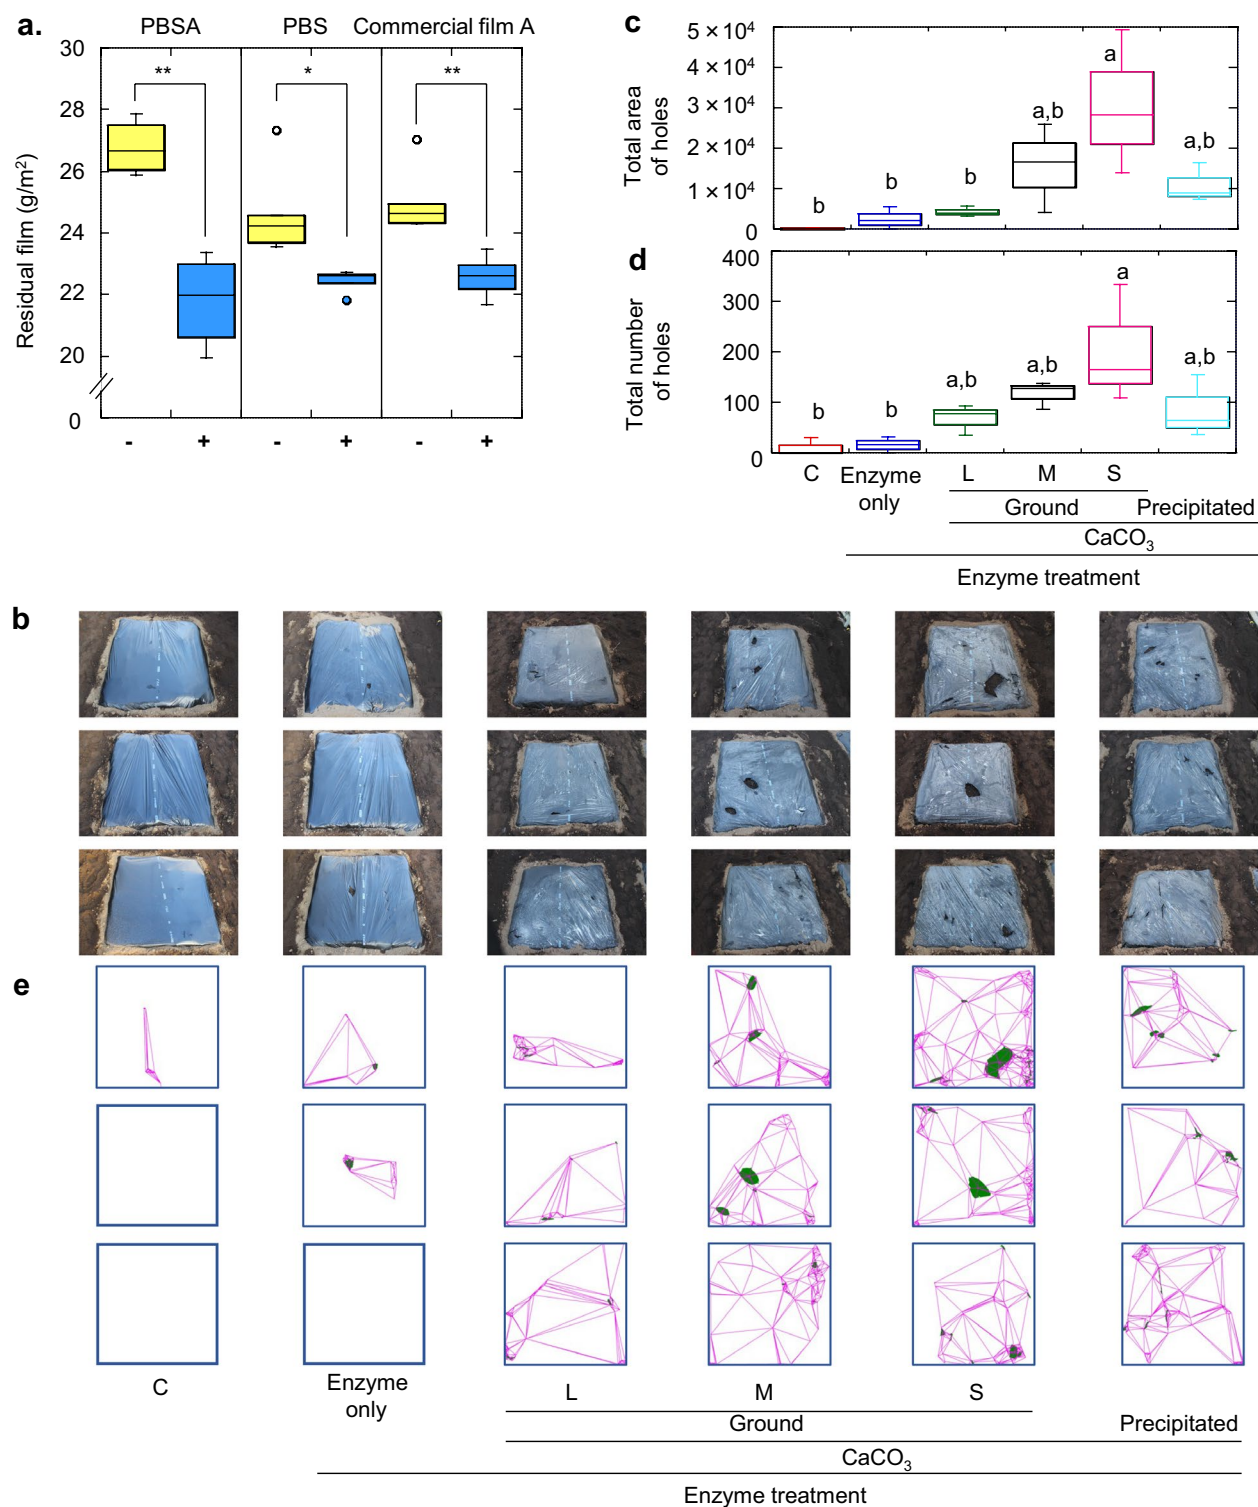 a.
PBSA PBS Commercial film A
Residual film (g/m²)
30
28
26
24
22
20
0
** * **
- + - + - +
c
Total area
of holes
5 × 10⁴
4 × 10⁴
3 × 10⁴
2 × 10⁴
1 × 10⁴
0
b b b a,b a a,b
d
Total number
of holes
400
300
200
100
0
b b a,b a,b a a,b
C Enzyme only L M S
Ground Precipitated
CaCO₃
Enzyme treatment
b
e
C Enzyme only L M S
Ground Precipitated
CaCO₃
Enzyme treatment